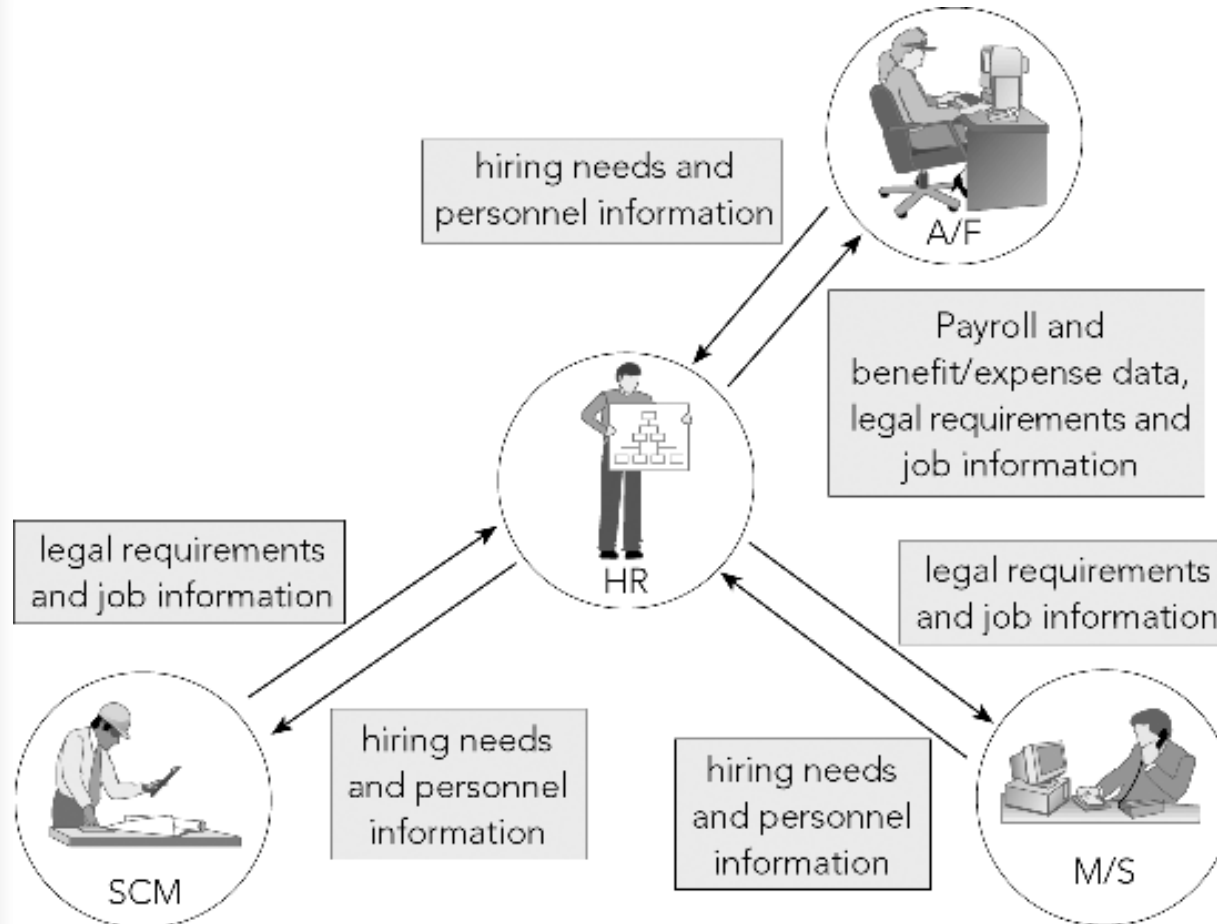 A/F
hiring needs and
personnel information
Payroll and
benefit/expense data,
legal requirements and
job information
HR
legal requirements
and job information
legal requirements
and job information
hiring needs
and personnel
information
hiring needs
and personnel
information
SCM
M/S